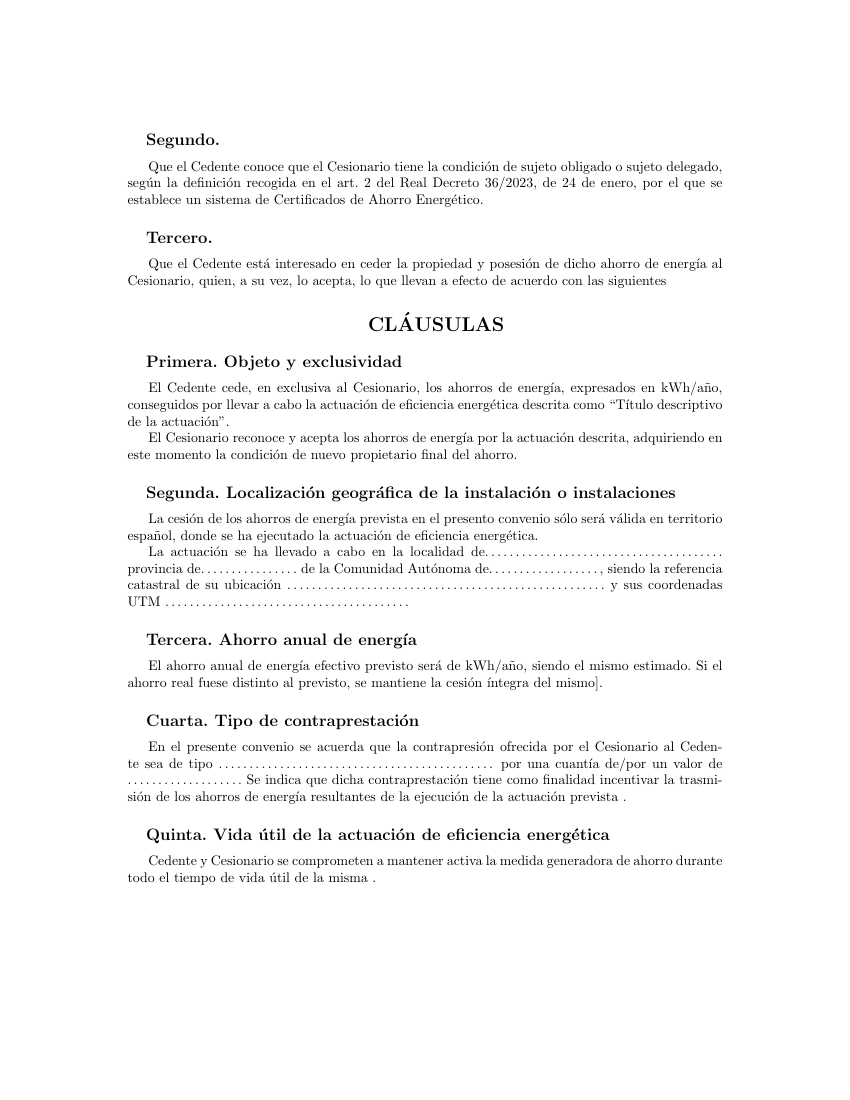 Segundo.
Que el Cedente conoce que el Cesionario tiene la condición de sujeto obligado o sujeto delegado,
según la definición recogida en el art. 2 del Real Decreto 36/2023, de 24 de enero, por el que se
establece un sistema de Certificados de Ahorro Energético.
Tercero.
Que el Cedente está interesado en ceder la propiedad y posesión de dicho ahorro de energía al
Cesionario, quien, a su vez, lo acepta, lo que llevan a efecto de acuerdo con las siguientes
CLÁUSULAS
Primera. Objeto y exclusividad
El Cedente cede, en exclusiva al Cesionario, los ahorros de energía, expresados en kWh/año,
conseguidos por llevar a cabo la actuación de eficiencia energética descrita como “Título descriptivo
de la actuación”.
El Cesionario reconoce y acepta los ahorros de energía por la actuación descrita, adquiriendo en
este momento la condición de nuevo propietario final del ahorro.
Segunda. Localización geográfica de la instalación o instalaciones
La cesión de los ahorros de energía prevista en el presente convenio sólo será válida en territorio
español, donde se ha ejecutado la actuación de eficiencia energética.
La actuación se ha llevado a cabo en la localidad de.......................................
provincia de................ de la Comunidad Autónoma de.................., siendo la referencia
catastral de su ubicación .................................................... y sus coordenadas
UTM ........................................
Tercera. Ahorro anual de energía
El ahorro anual de energía efectivo previsto será de kWh/año, siendo el mismo estimado. Si el
ahorro real fuese distinto al previsto, se mantiene la cesión íntegra del mismo].
Cuarta. Tipo de contraprestación
En el presente convenio se acuerda que la contrapresión ofrecida por el Cesionario al Ceden-
te sea de tipo ............................................. por una cuantía de/por un valor de
................... Se indica que dicha contraprestación tiene como finalidad incentivar la trasmi-
sión de los ahorros de energía resultantes de la ejecución de la actuación prevista .
Quinta. Vida útil de la actuación de eficiencia energética
Cedente y Cesionario se comprometen a mantener activa la medida generadora de ahorro durante
todo el tiempo de vida útil de la misma .